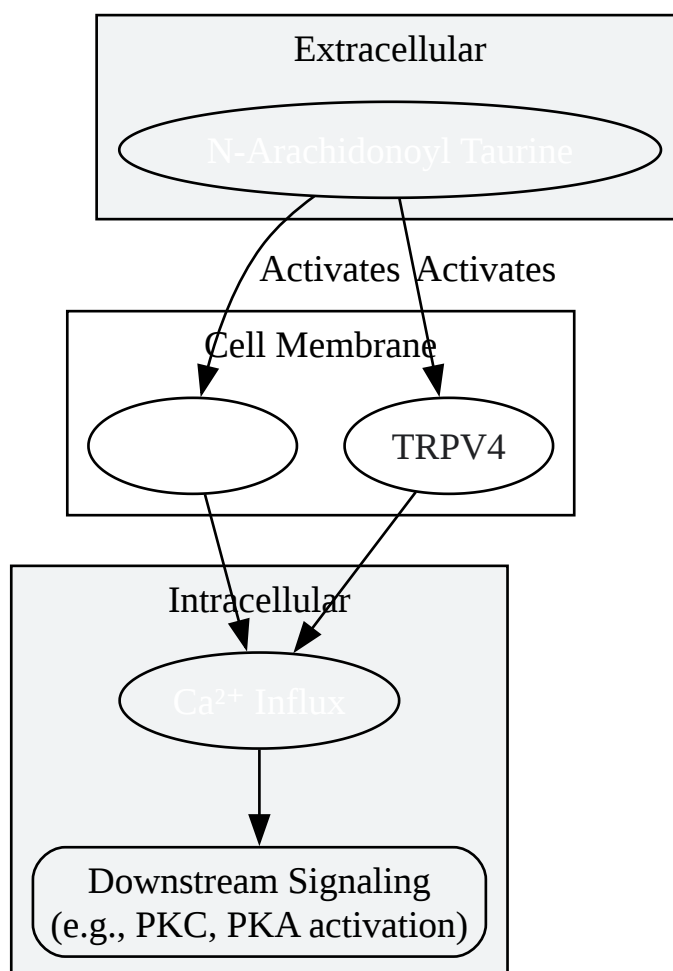 Extracellular
N-Arachidonoyl Taurine
Activates
Activates
Cell Membrane
TRPV4
Intracellular
Ca²⁺ Influx
Downstream Signaling
(e.g., PKC, PKA activation)